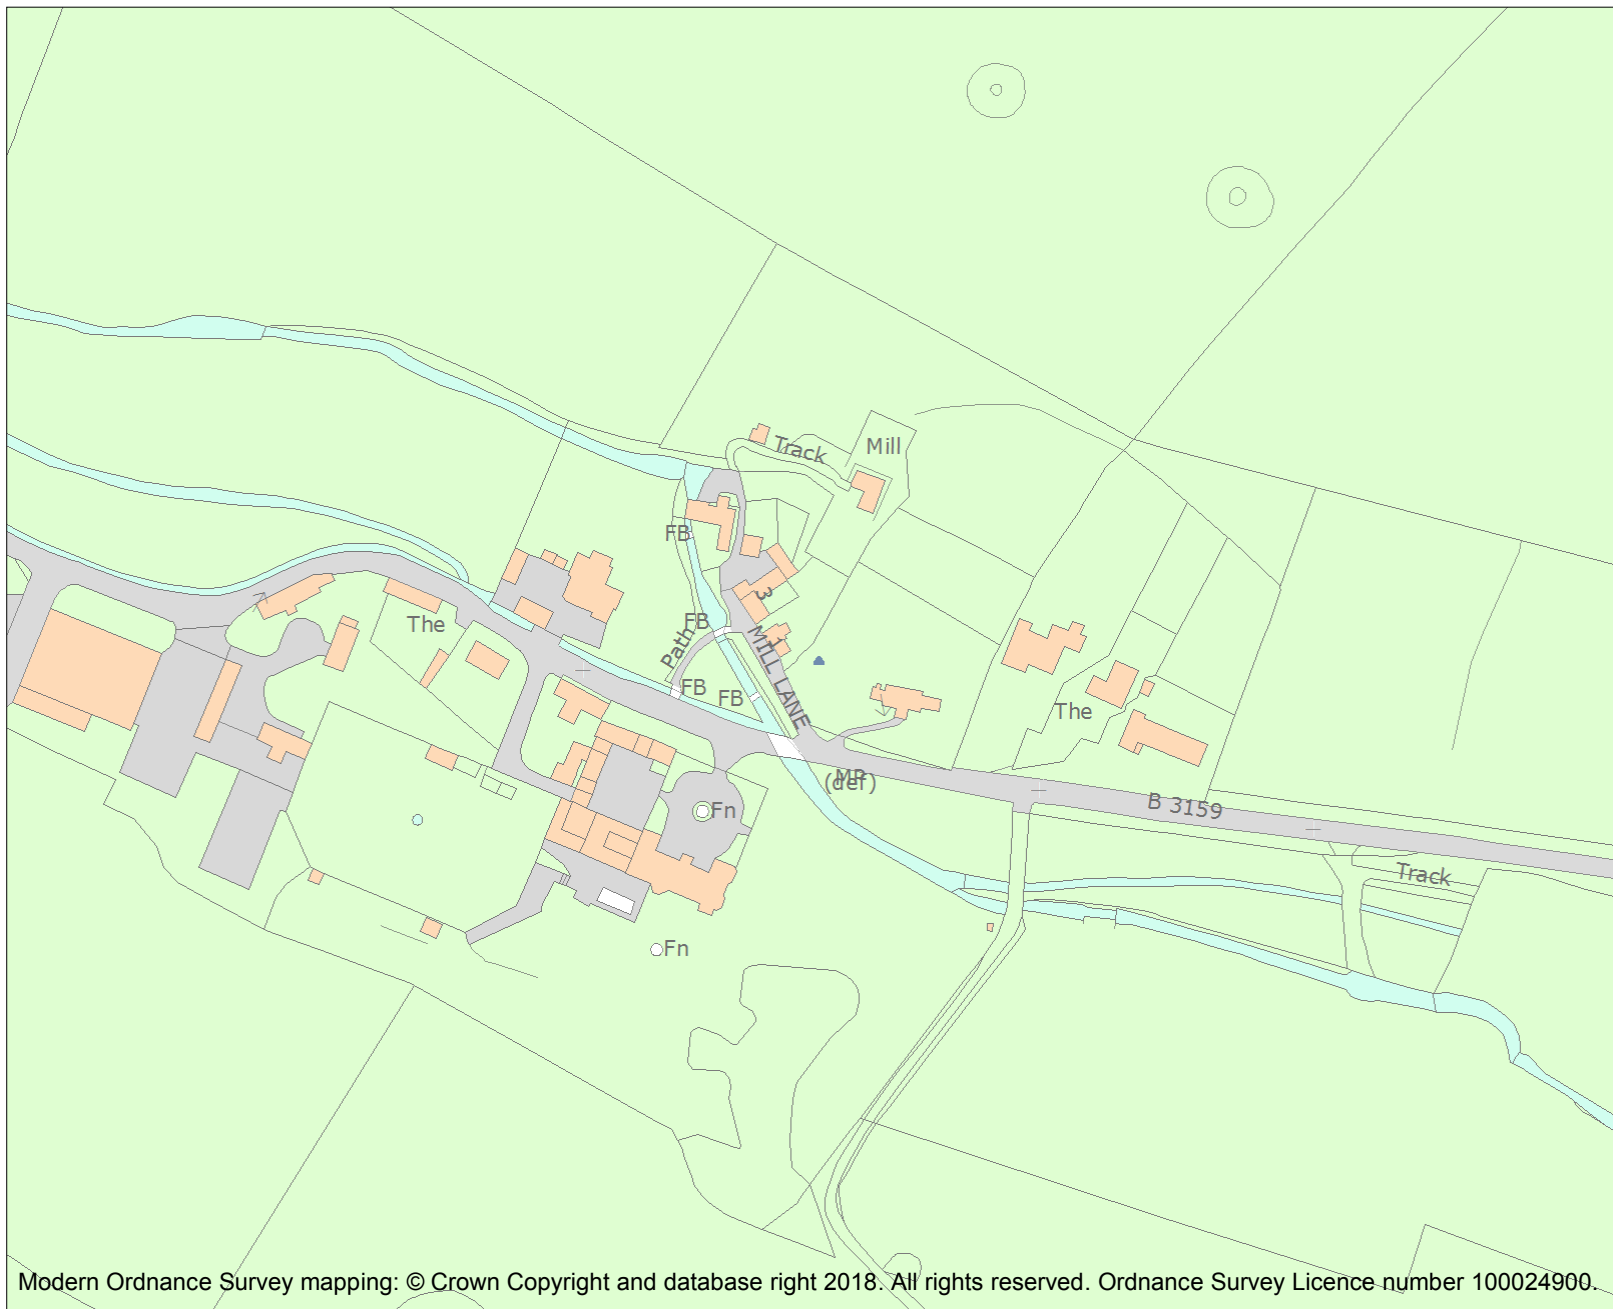 Track
Mill
FB
3
The
FB
Path
1
MILL LANE
FB
FB
The
MP
(def)
B 3159
Fn
Track
Fn
Modern Ordnance Survey mapping: © Crown Copyright and database right 2018. All rights reserved. Ordnance Survey Licence number 100024900.